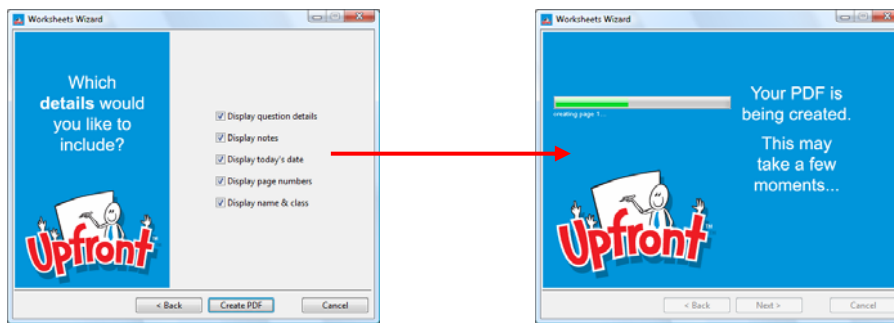 Worksheets Wizard
Which
details would
you like to
include?
Display question details
Display notes
Display today's date
Display page numbers
Display name & class
Upfront
< Back
Create PDF
Cancel
Worksheets Wizard
creating page 1...
Your PDF is
being created.
This may
take a few
moments...
Upfront
< Back
Next >
Cancel